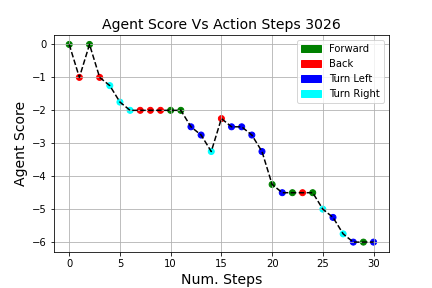 Agent Score Vs Action Steps 3026
Forward
Back
Turn Left
Turn Right
Agent Score
0
−1
−2
−3
−4
−5
−6
0 5 10 15 20 25 30
Num. Steps